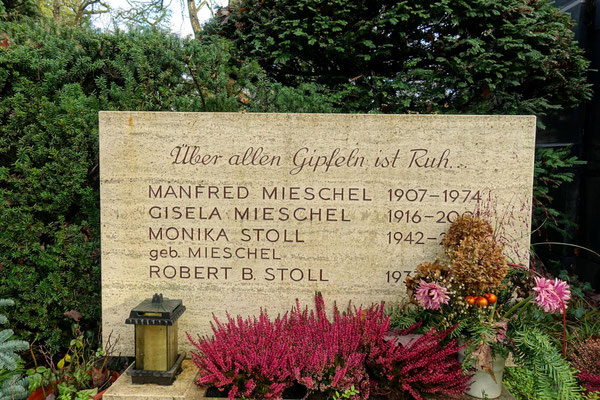 Über allen Gipfeln ist Ruh...
MANFRED MIESCHEL 1907-1974
GISELA MIESCHEL 1916-
MONIKA STOLL 1942-
geb. MIESCHEL
ROBERT B. STOLL